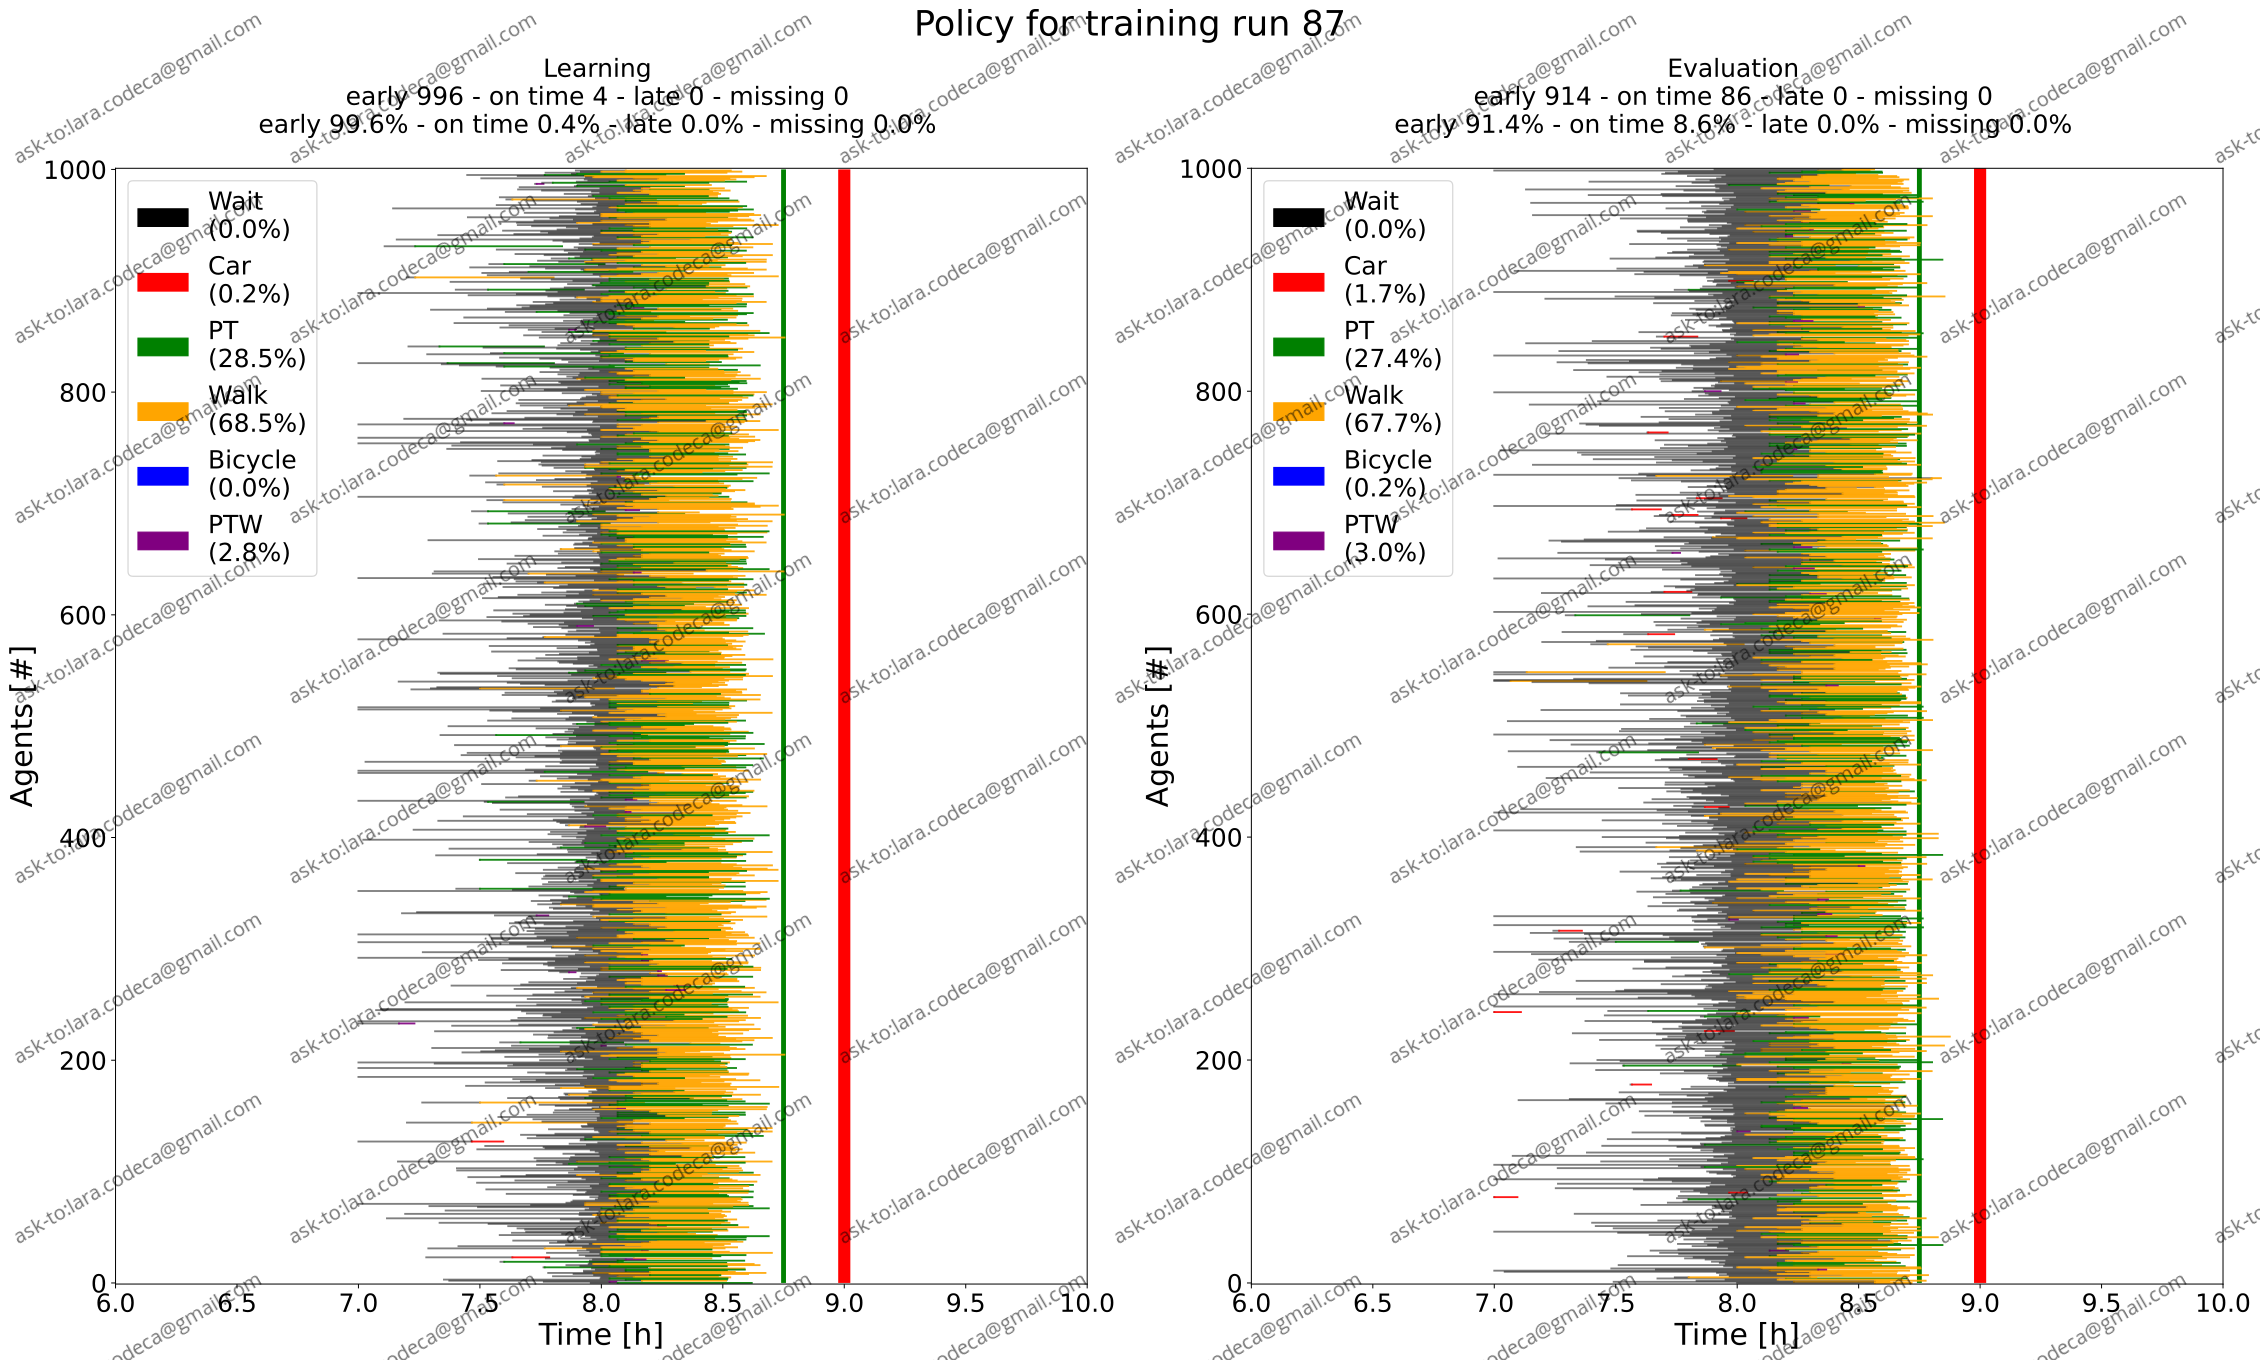 Policy for training run 87
Learning
early 996 - on time 4 - late 0 - missing 0
early 99.6% - on time 0.4% - late 0.0% - missing 0.0%
Wait
(0.0%)
Car
(0.2%)
PT
(28.5%)
Walk
(68.5%)
Bicycle
(0.0%)
PTW
(2.8%)
1000
800
600
400
200
0
Agents [#]
6.0 6.5 7.0 7.5 8.0 8.5 9.0 9.5 10.0
Time [h]
Evaluation
early 914 - on time 86 - late 0 - missing 0
early 91.4% - on time 8.6% - late 0.0% - missing 0.0%
Wait
(0.0%)
Car
(1.7%)
PT
(27.4%)
Walk
(67.7%)
Bicycle
(0.2%)
PTW
(3.0%)
1000
800
600
400
200
0
Agents [#]
6.0 6.5 7.0 7.5 8.0 8.5 9.0 9.5 10.0
Time [h]
ask-to:lara.codeca@gmail.com